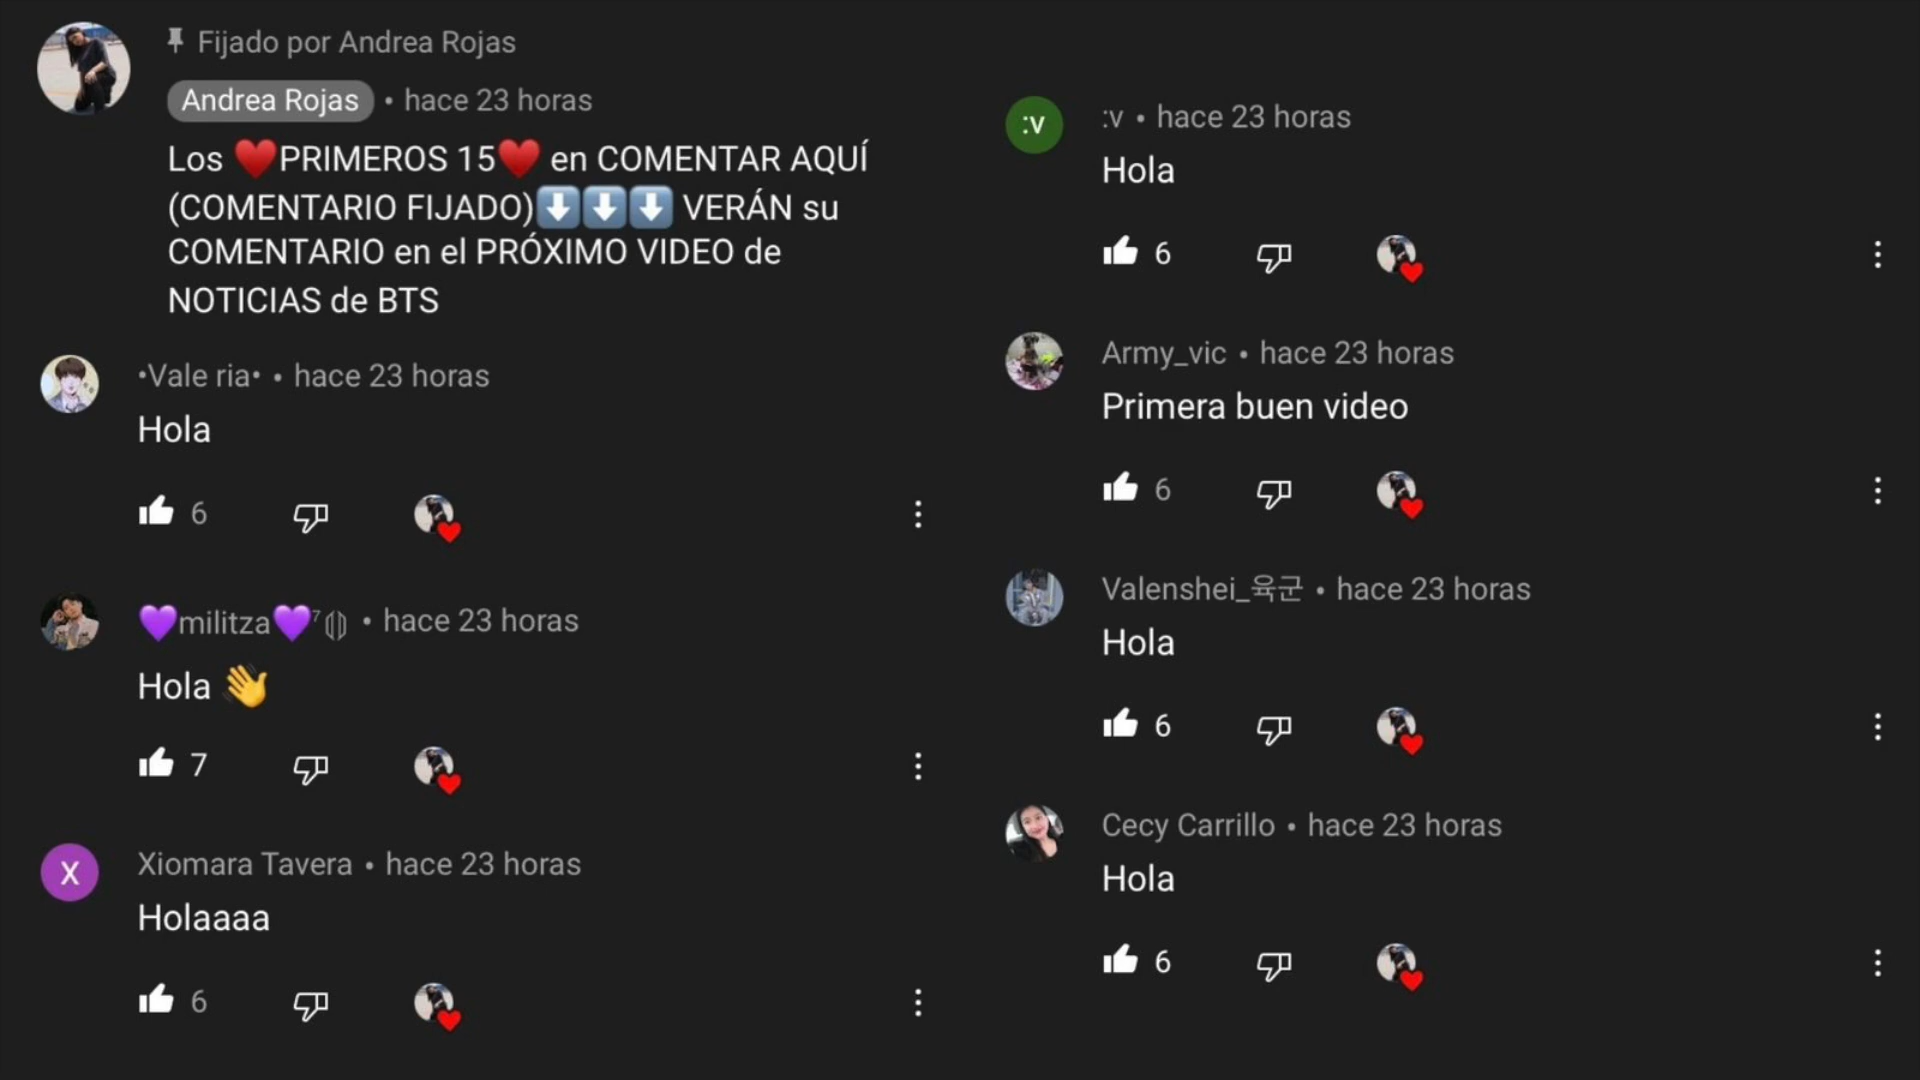 Fijado por Andrea Rojas
Andrea Rojas • hace 23 horas
Los ❤️PRIMEROS 15❤️ en COMENTAR AQUÍ
(COMENTARIO FIJADO)⬇️⬇️⬇️ VERÁN su
COMENTARIO en el PRÓXIMO VIDEO de
NOTICIAS de BTS
•Vale ria• • hace 23 horas
Hola
6
💜militza💜⁷ • hace 23 horas
Hola 👋
7
X
Xiomara Tavera • hace 23 horas
Holaaaa
6
:v
:v • hace 23 horas
Hola
6
Army_vic • hace 23 horas
Primera buen video
6
Valenshei_육군 • hace 23 horas
Hola
6
Cecy Carrillo • hace 23 horas
Hola
6